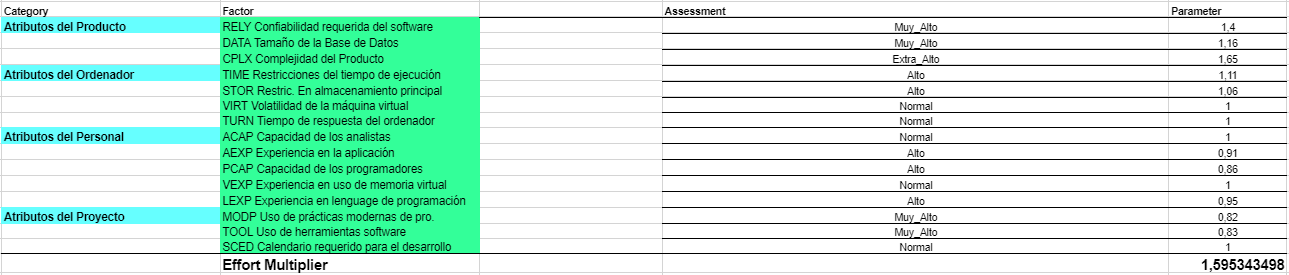 Category Factor Assessment Parameter
Atributos del Producto RELY Confiabilidad requerida del software Muy_Alto 1,4
DATA Tamaño de la Base de Datos Muy_Alto 1,16
CPLX Complejidad del Producto Extra_Alto 1,65
Atributos del Ordenador TIME Restricciones del tiempo de ejecución Alto 1,11
STOR Restric. En almacenamiento principal Alto 1,06
VIRT Volatilidad de la máquina virtual Normal 1
TURN Tiempo de respuesta del ordenador Normal 1
Atributos del Personal ACAP Capacidad de los analistas Normal 1
AEXP Experiencia en la aplicación Alto 0,91
PCAP Capacidad de los programadores Alto 0,86
VEXP Experiencia en uso de memoria virtual Normal 1
LEXP Experiencia en lenguage de programación Alto 0,95
Atributos del Proyecto MODP Uso de prácticas modernas de pro. Muy_Alto 0,82
TOOL Uso de herramientas software Muy_Alto 0,83
SCED Calendario requerido para el desarrollo Normal 1
Effort Multiplier 1,595343498